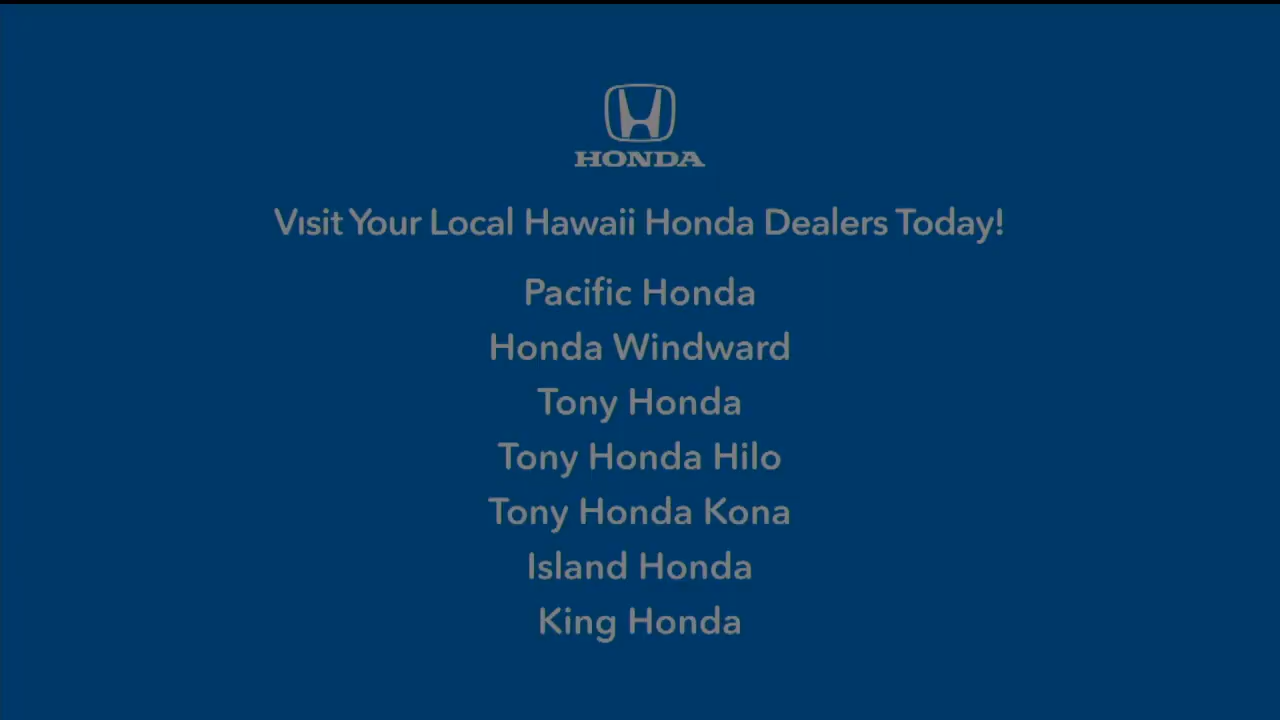 HONDA
Visit Your Local Hawaii Honda Dealers Today!
Pacific Honda
Honda Windward
Tony Honda
Tony Honda Hilo
Tony Honda Kona
Island Honda
King Honda